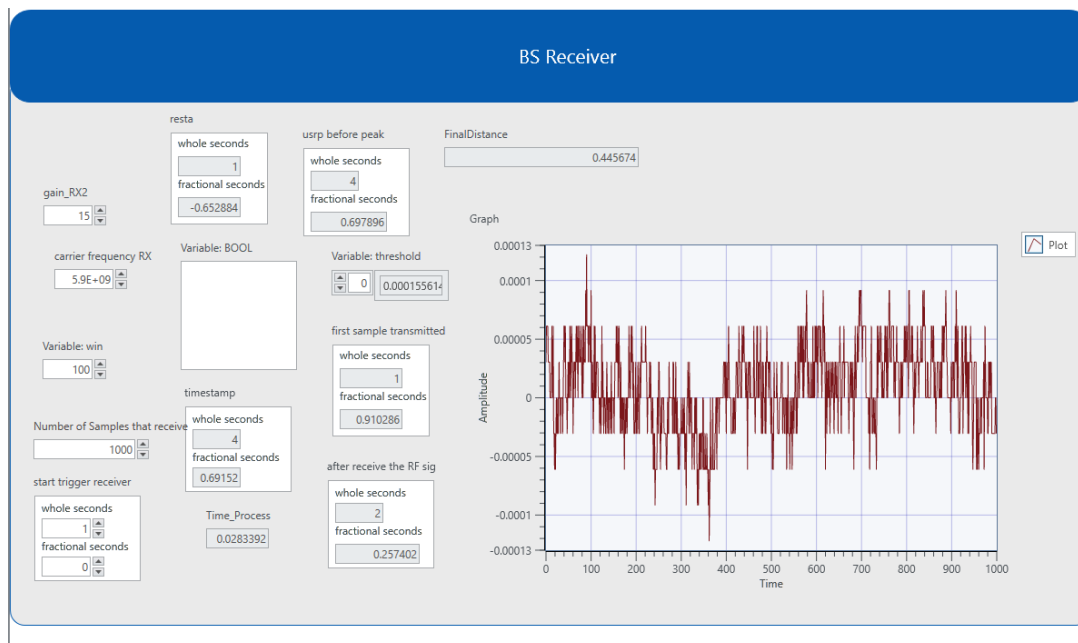 BS Receiver
resta
whole seconds
1
fractional seconds
-0.652884
usrp before peak
whole seconds
4
fractional seconds
0.697896
FinalDistance
0.445674
gain_RX2
15
carrier frequency RX
5.9E+09
Variable: BOOL
Variable: threshold
0
0.000155614
Variable: win
100
first sample transmitted
whole seconds
1
fractional seconds
0.910286
timestamp
whole seconds
4
fractional seconds
0.69152
Number of Samples that receive
1000
start trigger receiver
whole seconds
1
fractional seconds
0
Time_Process
0.0283392
after receive the RF sig
whole seconds
2
fractional seconds
0.257402
Graph
Plot
Amplitude
0.00013
0.0001
0.00005
0
-0.00005
-0.0001
-0.00013
0 100 200 300 400 500 600 700 800 900 1000
Time